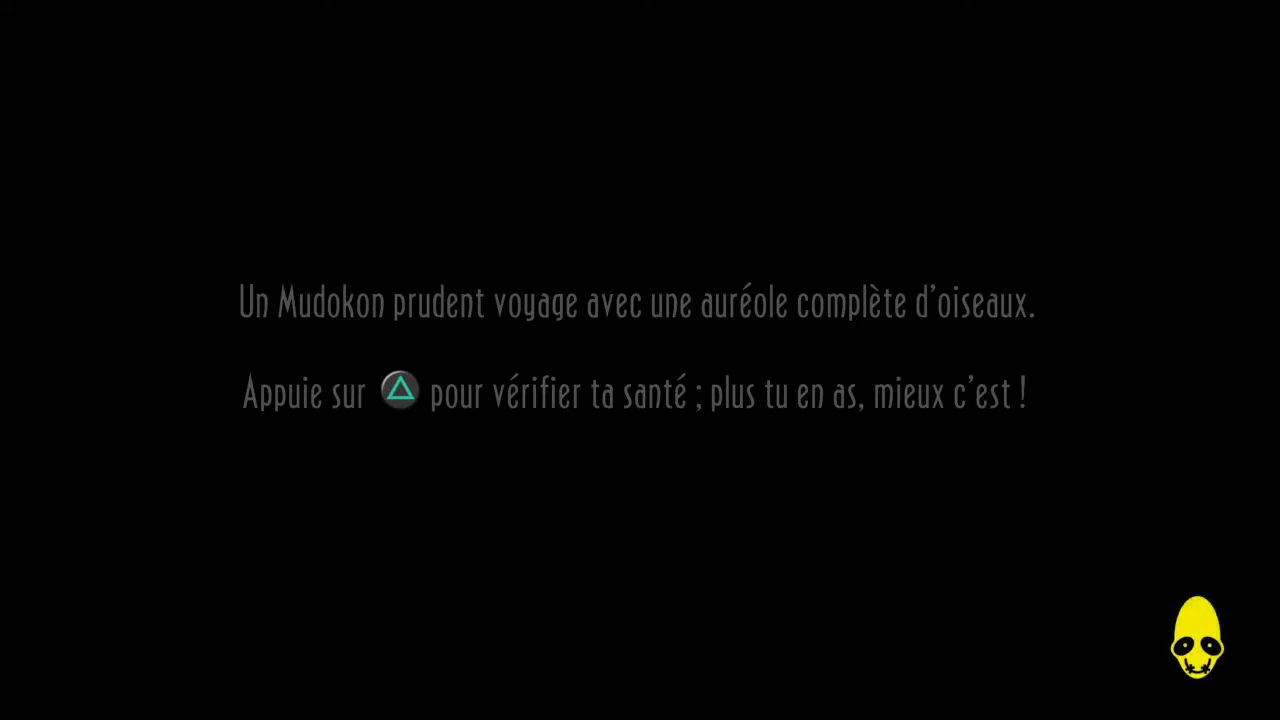 Un Mudokon prudent voyage avec une auréole complète d'oiseaux.
Appuie sur △ pour vérifier ta santé ; plus tu en as, mieux c'est !